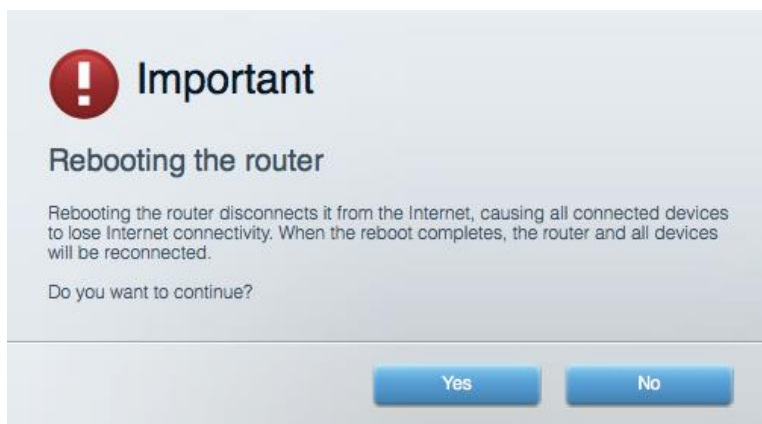 Important
Rebooting the router
Rebooting the router disconnects it from the Internet, causing all connected devices
to lose Internet connectivity. When the reboot completes, the router and all devices
will be reconnected.
Do you want to continue?
Yes No